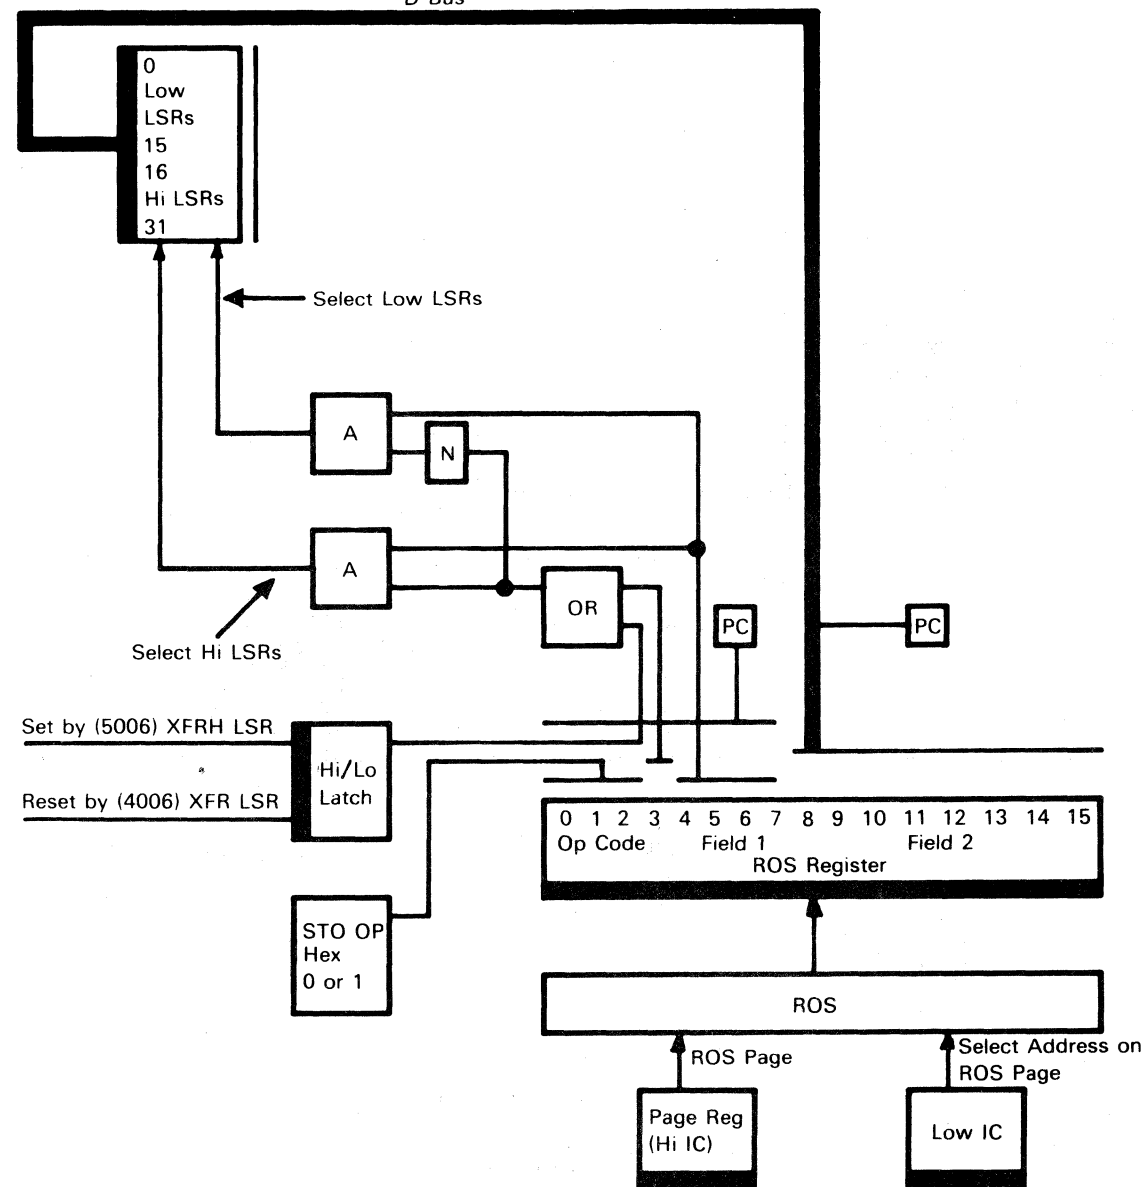 D Bus
0
Low
LSRs
15
16
Hi LSRs
31
Select Low LSRs
A
N
A
OR
PC
PC
Select Hi LSRs
Set by (5006) XFRH LSR
Hi/Lo
Latch
Reset by (4006) XFR LSR
0 1 2 3 4 5 6 7 8 9 10 11 12 13 14 15
Op Code Field 1 Field 2
ROS Register
STO OP
Hex
0 or 1
ROS
ROS Page
Select Address on
ROS Page
Page Reg
(Hi IC)
Low IC